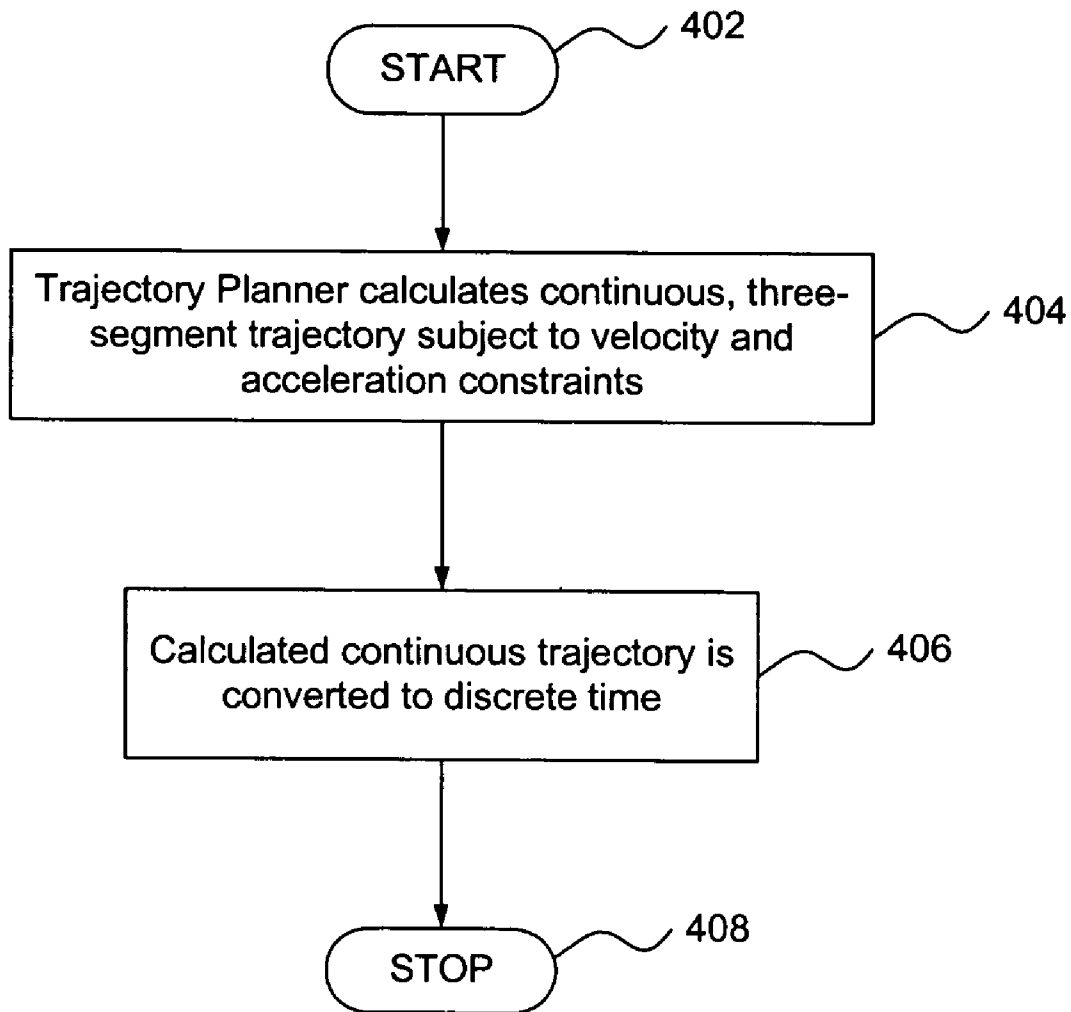 402
START
Trajectory Planner calculates continuous, three-
segment trajectory subject to velocity and
acceleration constraints
404
Calculated continuous trajectory is
converted to discrete time
406
408
STOP